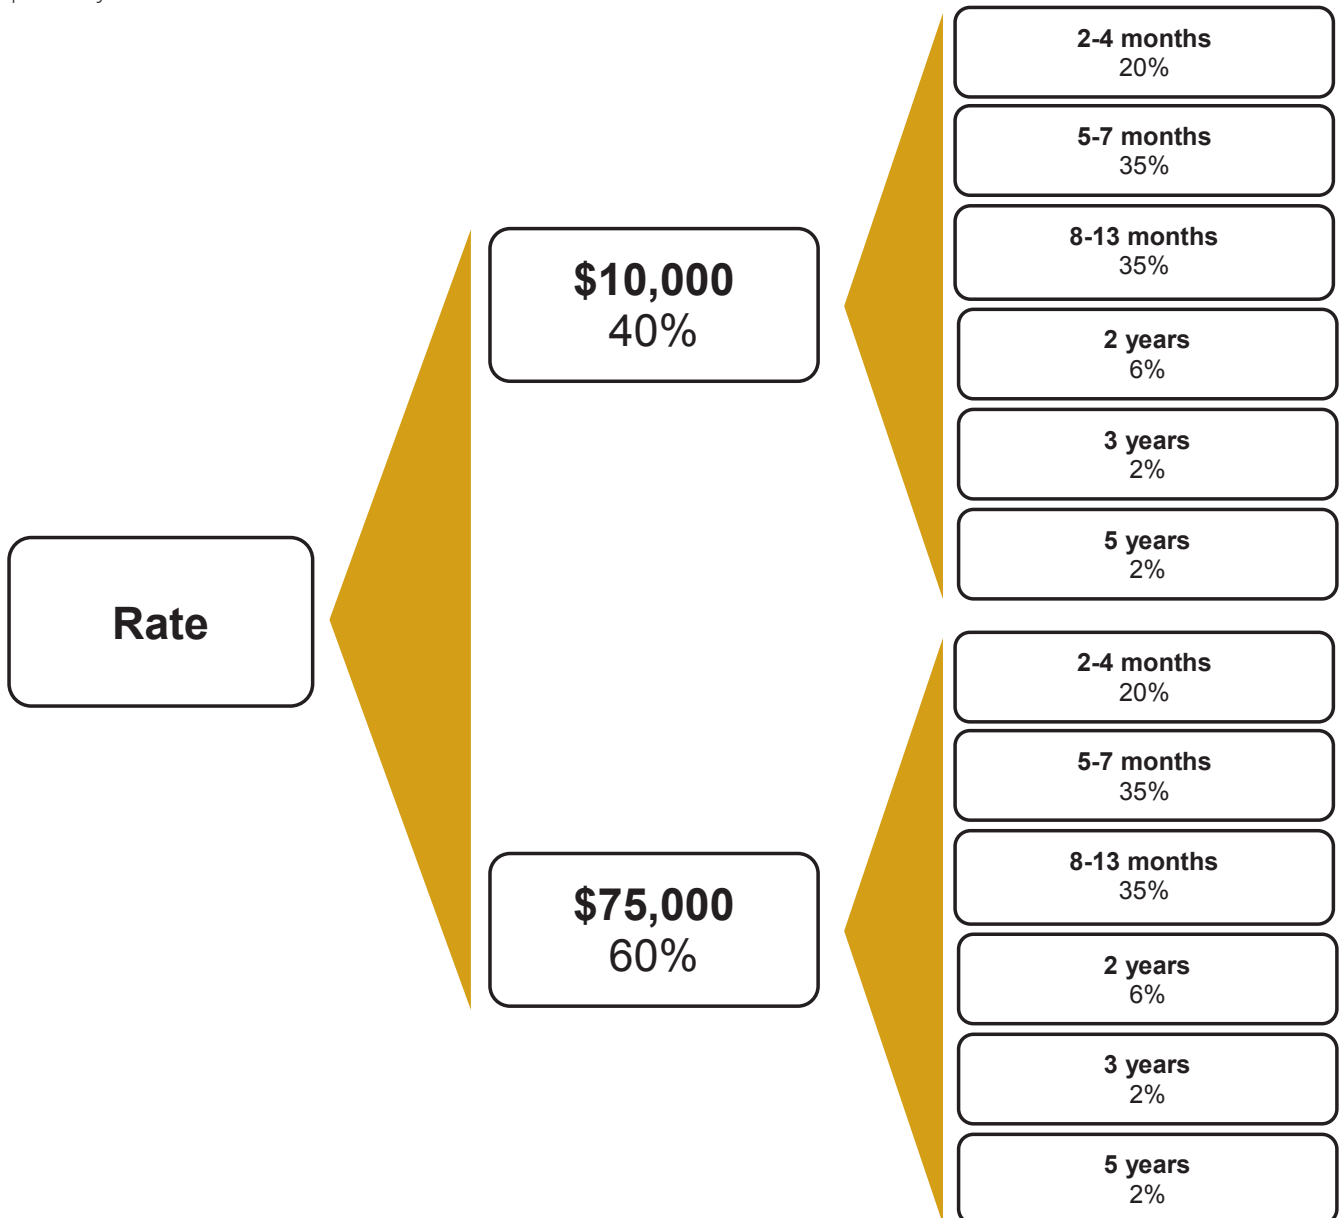 Rate
$10,000
40%
2-4 months
20%
5-7 months
35%
8-13 months
35%
2 years
6%
3 years
2%
5 years
2%
$75,000
60%
2-4 months
20%
5-7 months
35%
8-13 months
35%
2 years
6%
3 years
2%
5 years
2%